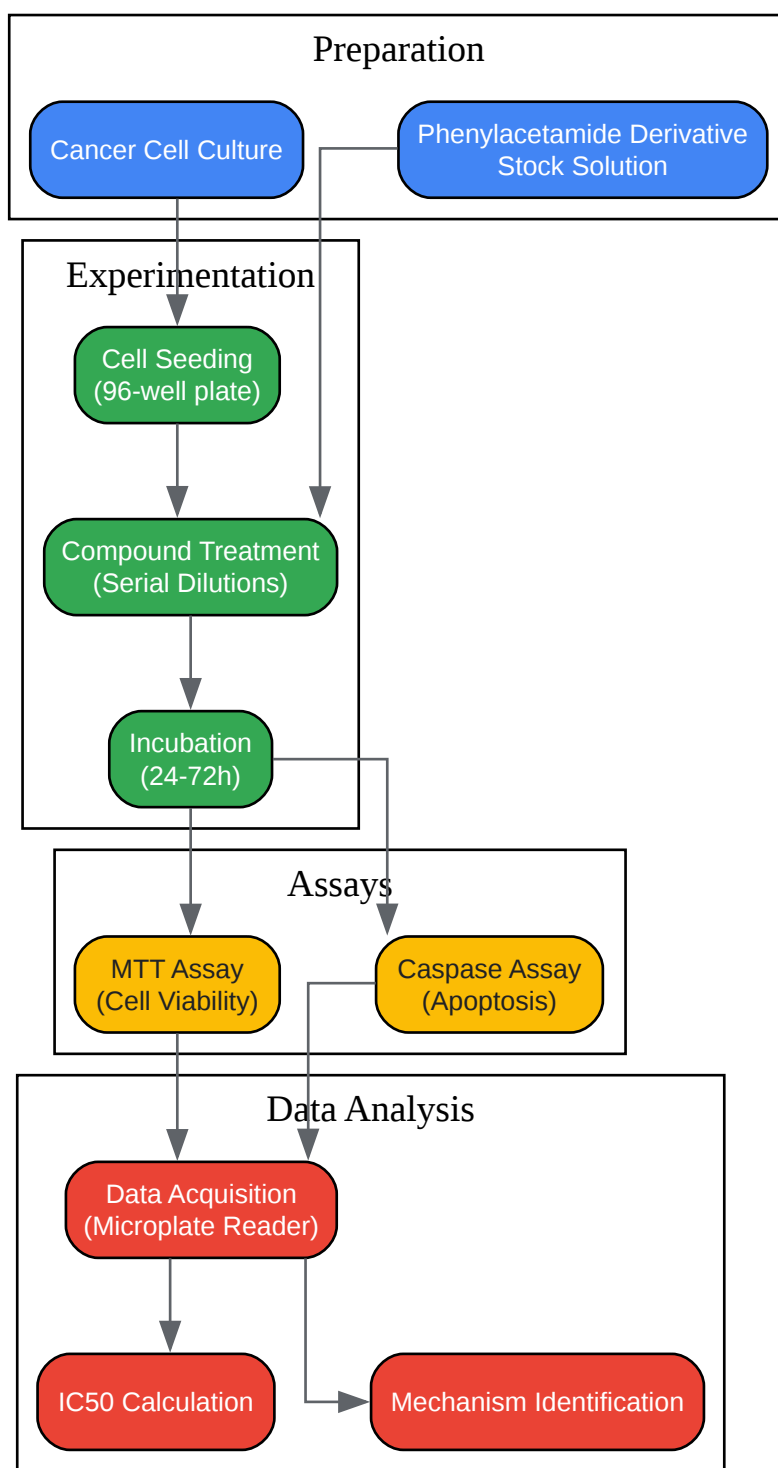 Preparation
Cancer Cell Culture
Phenylacetamide Derivative
Stock Solution
Experimentation
Cell Seeding
(96-well plate)
Compound Treatment
(Serial Dilutions)
Incubation
(24-72h)
Assays
MTT Assay
(Cell Viability)
Caspase Assay
(Apoptosis)
Data Analysis
Data Acquisition
(Microplate Reader)
IC50 Calculation
Mechanism Identification